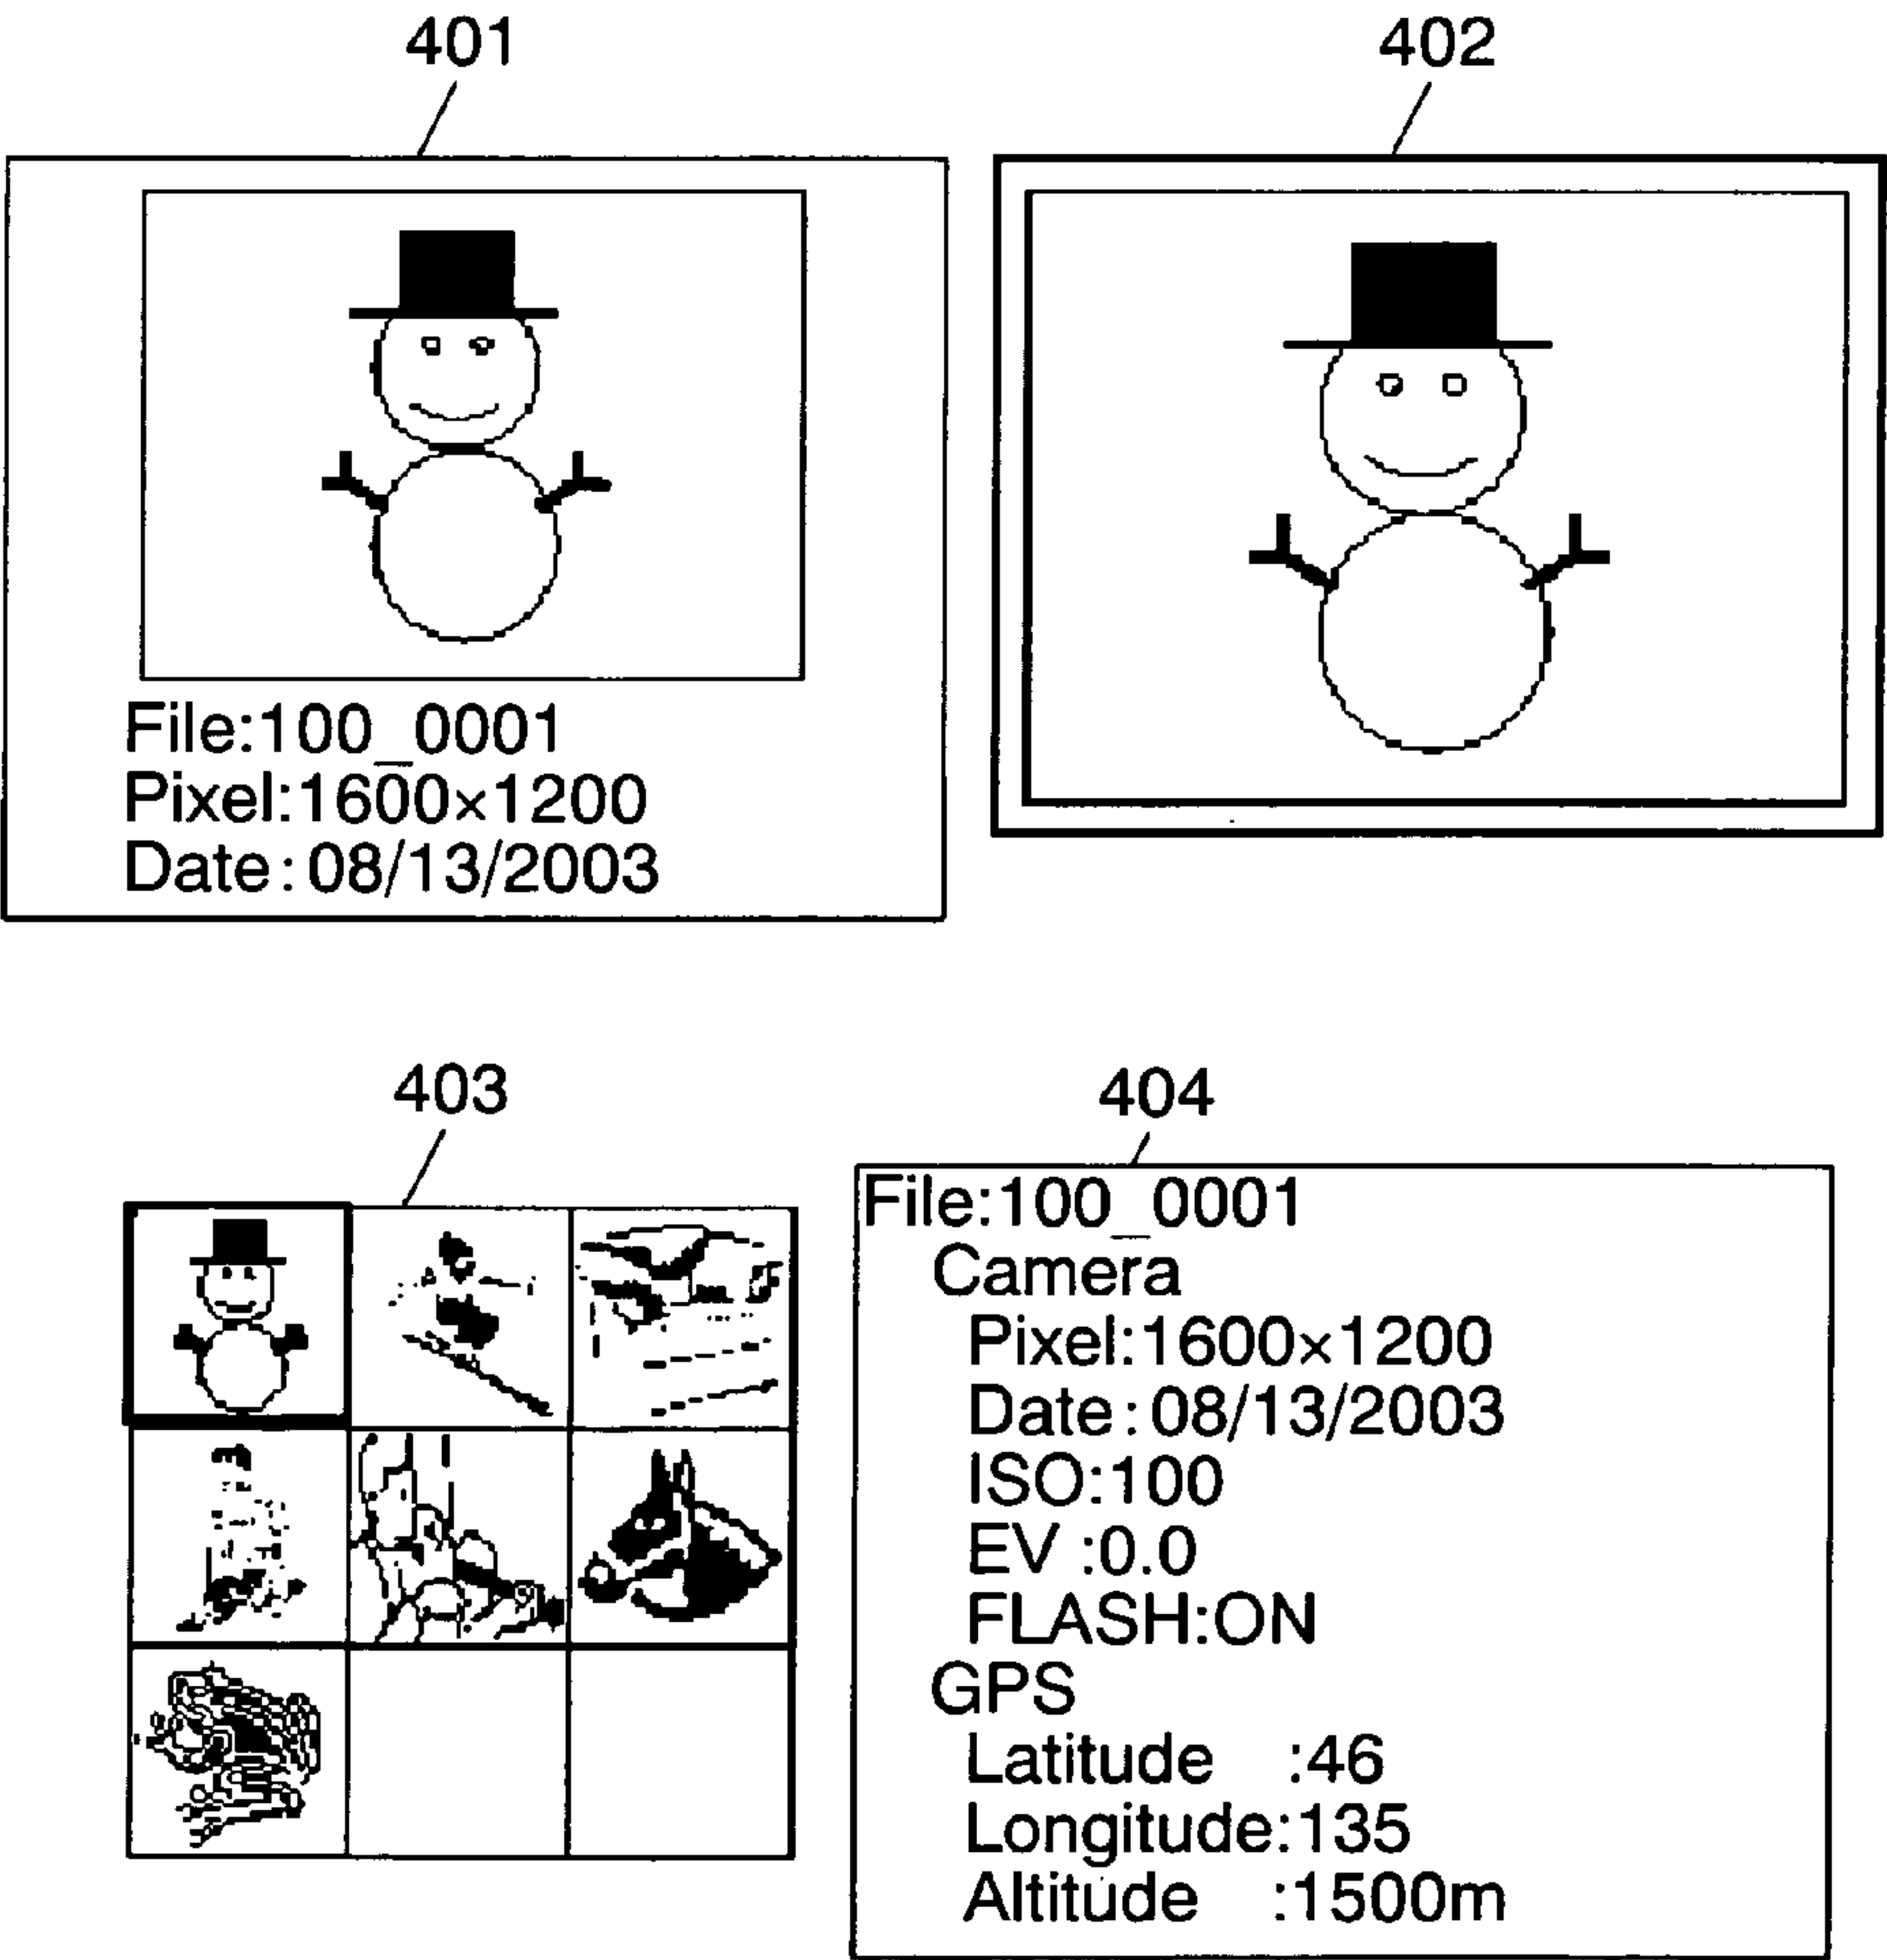 401
402
File:100_0001
Pixel:1600×1200
Date:08/13/2003
403
404
File:100_0001
Camera
Pixel:1600×1200
Date:08/13/2003
ISO:100
EV :0.0
FLASH:ON
GPS
Latitude :46
Longitude:135
Altitude :1500m